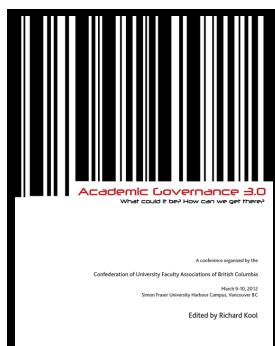 Academic Governance 3.0
What could it be? How can we get there?
A conference organized by the
Confederation of University Faculty Associations of British Columbia
March 9-10, 2012
Simon Fraser University Harbour Campus, Vancouver BC
Edited by Richard Kool